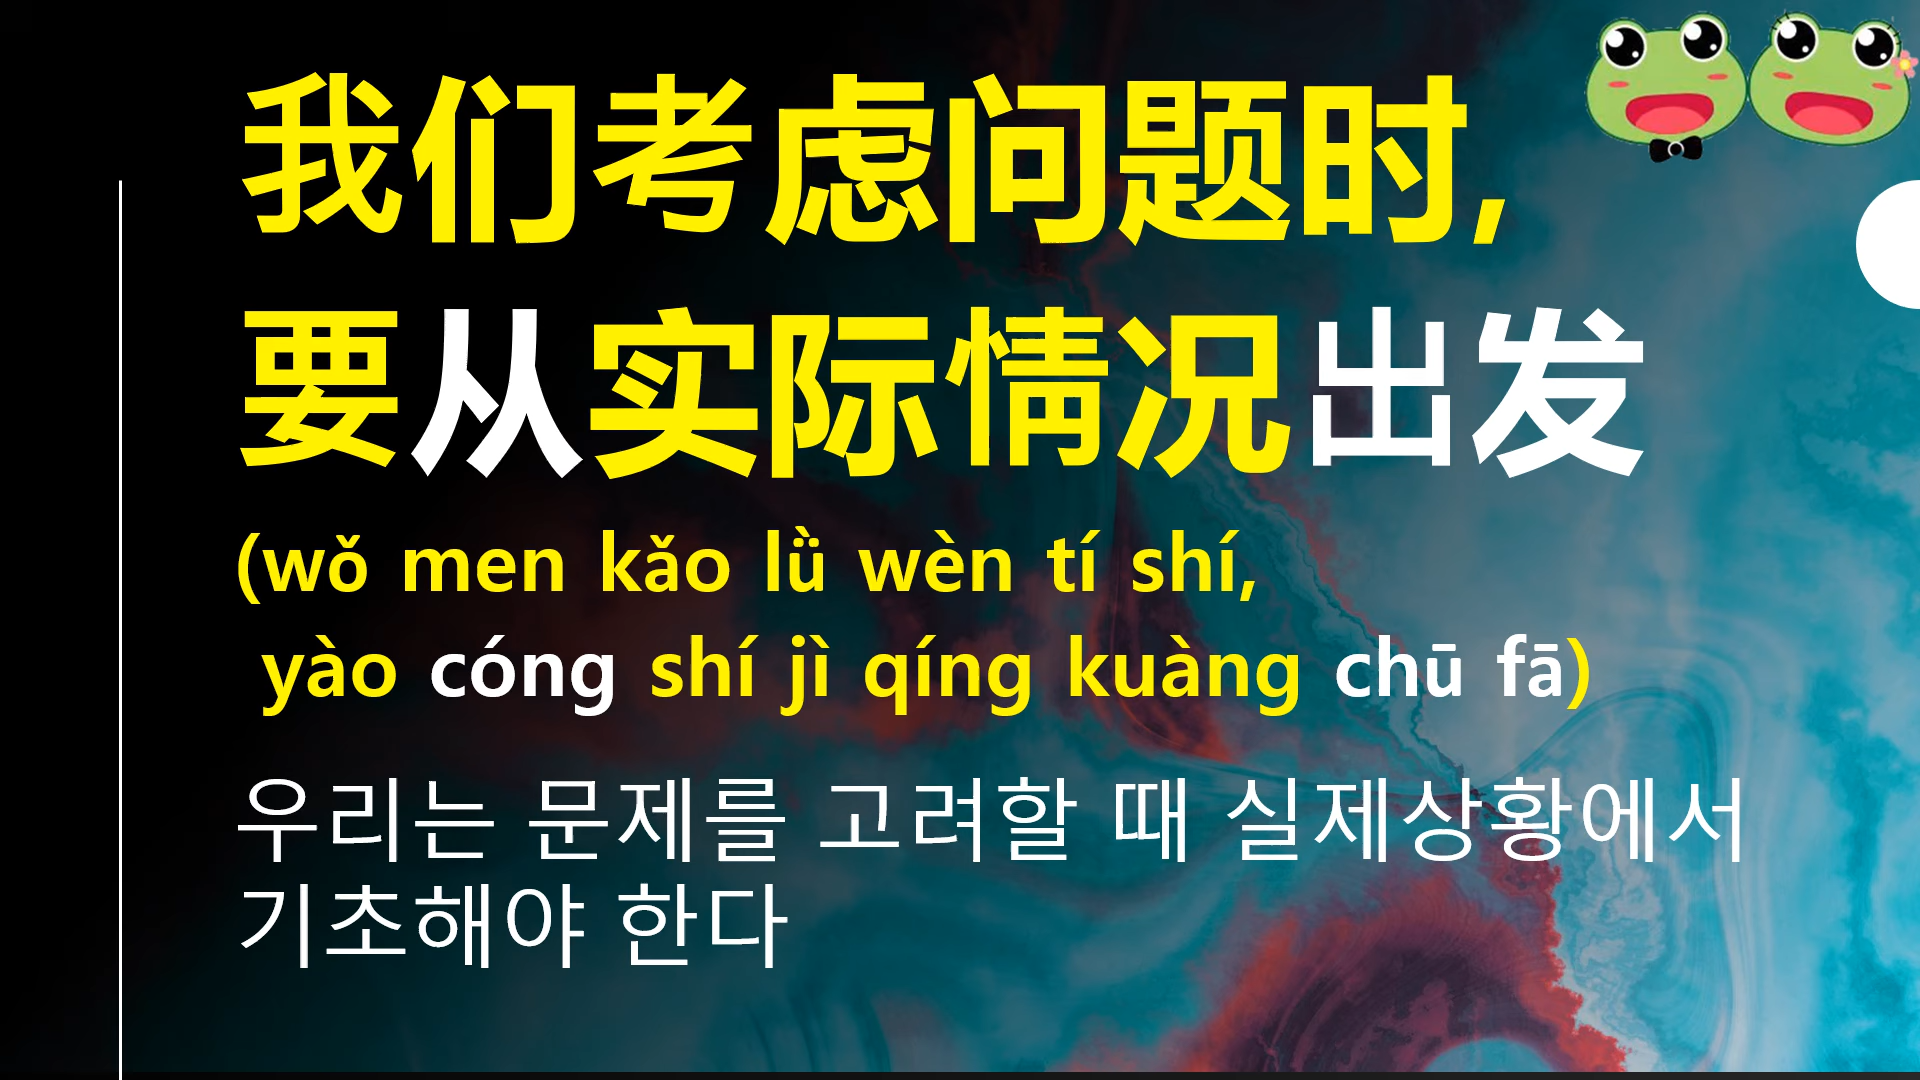 我们考虑问题时,
要从实际情况出发
(wǒ men kǎo lǜ wèn tí shí,
yào cóng shí jì qíng kuàng chū fā)
우리는 문제를 고려할 때 실제상황에서
기초해야 한다